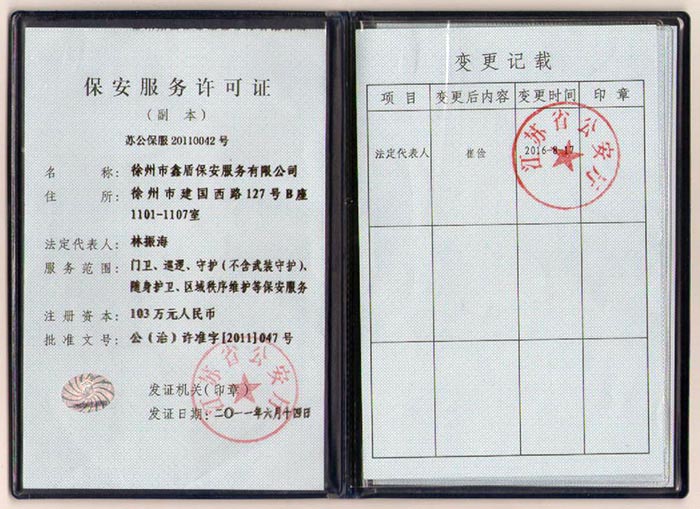 保安服务许可证
(副 本)
苏公保服 20110042 号
名 称: 徐州市鑫盾保安服务有限公司
住 所: 徐州市建国西路127号B座
1101-1107室
法定代表人: 林振海
服务范围: 门卫、巡逻、守护(不含武装守护)、
随身护卫、区域秩序维护等保安服务
注册资本: 103 万元人民币
批准文号: 公(治)许准字[2011]047 号
发证机关(印章)
江苏省公安厅
发证日期: 二〇一一年六月十四日
变更记载
项目 变更后内容 变更时间 印章
法定代表人 崔俭 2016-8-17
江苏省公安厅